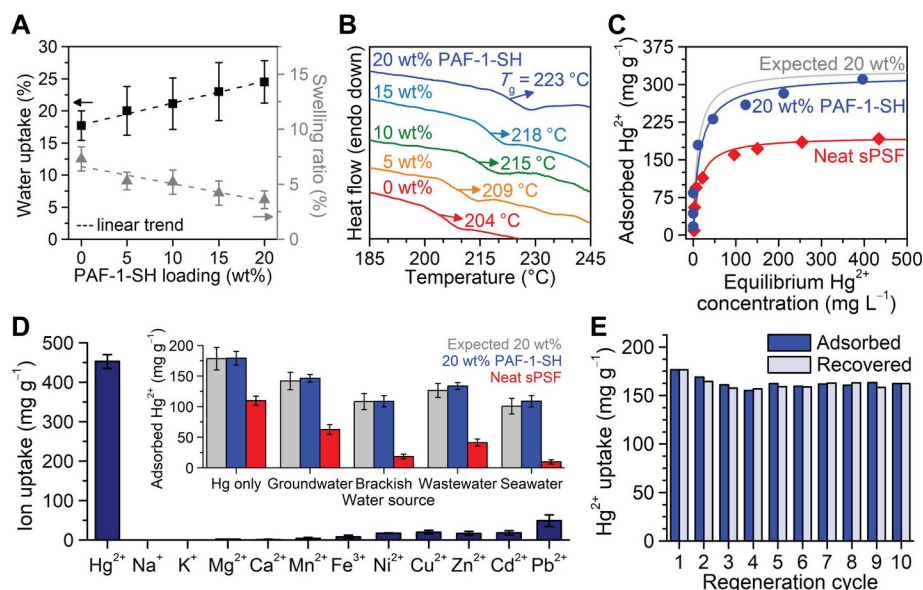 A
Water uptake (%)
30
25
20
15
10
5
0
Swelling ratio (%)
15
10
5
0
linear trend
0 5 10 15 20
PAF-1-SH loading (wt%)
B
Heat flow (endo down)
20 wt% PAF-1-SH
Tg = 223 °C
15 wt%
218 °C
10 wt%
215 °C
5 wt%
209 °C
0 wt%
204 °C
185 200 215 230 245
Temperature (°C)
C
Adsorbed Hg²⁺ (mg g⁻¹)
375
300
225
150
75
0
Expected 20 wt%
20 wt% PAF-1-SH
Neat sPSF
0 100 200 300 400 500
Equilibrium Hg²⁺
concentration (mg L⁻¹)
D
Ion uptake (mg g⁻¹)
500
400
300
200
100
0
Adsorbed Hg²⁺ (mg g⁻¹)
200
150
100
50
0
Expected 20 wt%
20 wt% PAF-1-SH
Neat sPSF
Hg only Groundwater Brackish Wastewater Seawater
Water source
Hg²⁺ Na⁺ K⁺ Mg²⁺ Ca²⁺ Mn²⁺ Fe³⁺ Ni²⁺ Cu²⁺ Zn²⁺ Cd²⁺ Pb²⁺
E
Hg²⁺ uptake (mg g⁻¹)
200
150
100
50
0
Adsorbed
Recovered
1 2 3 4 5 6 7 8 9 10
Regeneration cycle